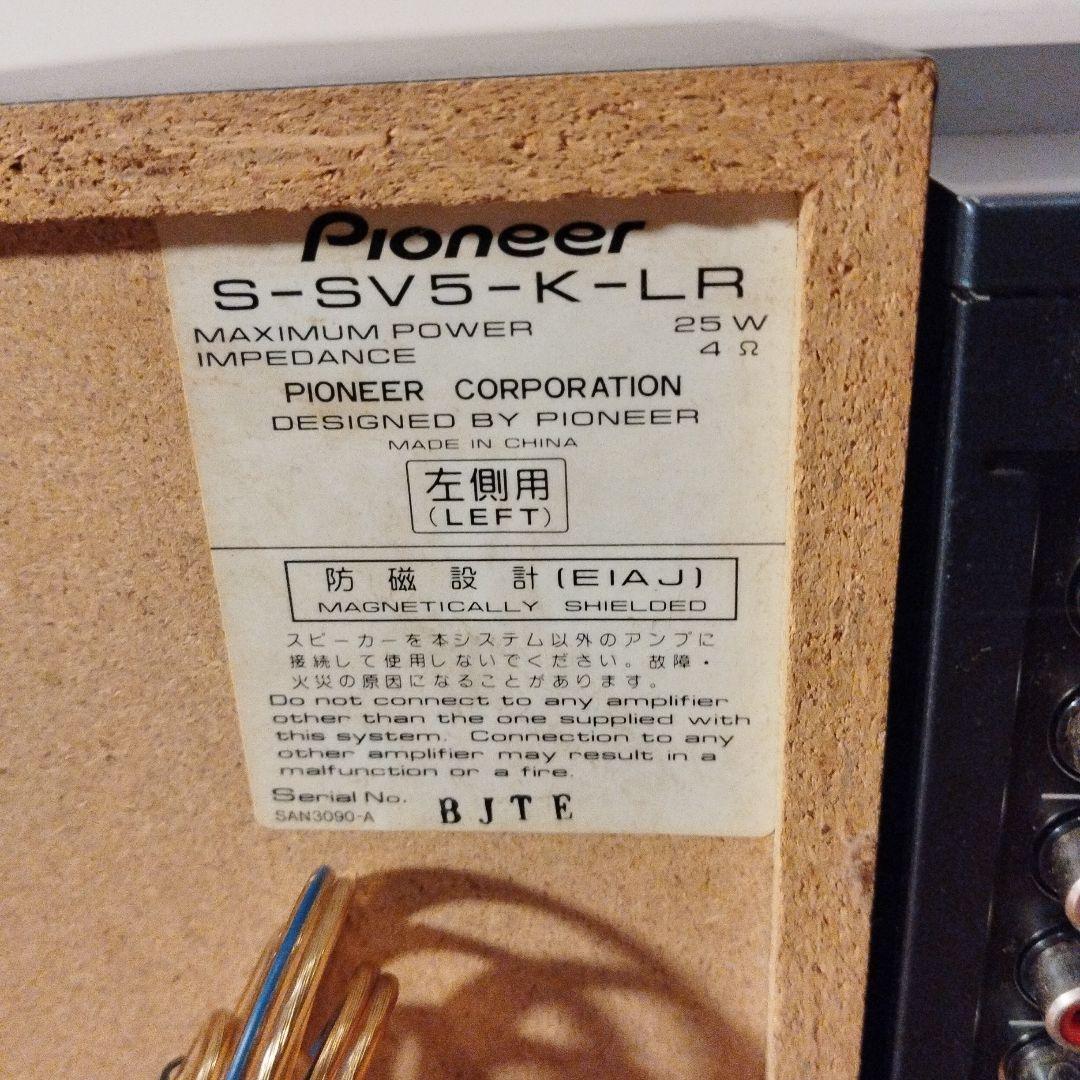 Pioneer
S-SV5-K-LR
MAXIMUM POWER 25 W
IMPEDANCE 4 Ω
PIONEER CORPORATION
DESIGNED BY PIONEER
MADE IN CHINA
左側用
(LEFT)
防磁設計(EIAJ)
MAGNETICALLY SHIELDED
スピーカーを本システム以外のアンプに
接続して使用しないでください。故障・
火災の原因になることがあります。
Do not connect to any amplifier
other than the one supplied with
this system. Connection to any
other amplifier may result in a
malfunction or a fire.
Serial No. BJTE
SAN3090-A